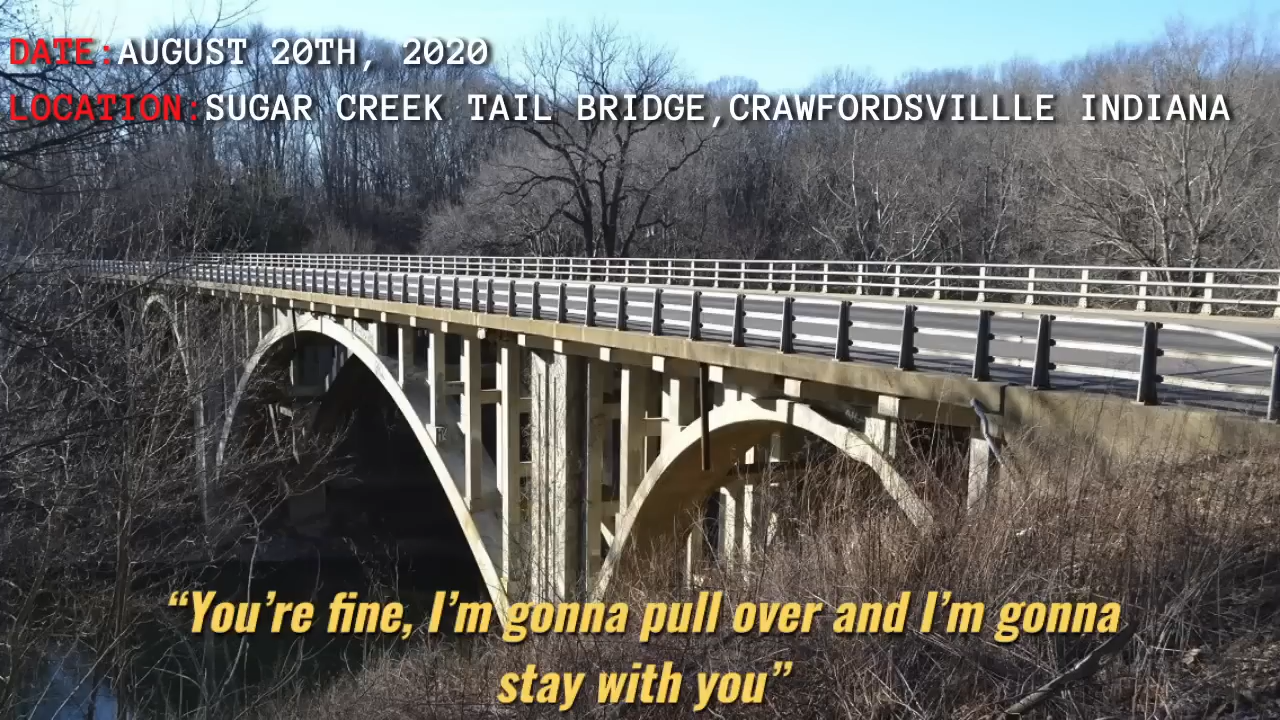 DATE:AUGUST 20TH, 2020
LOCATION:SUGAR CREEK TAIL BRIDGE,CRAWFORDSVILLLE INDIANA
“You’re fine, I’m gonna pull over and I’m gonna
stay with you”